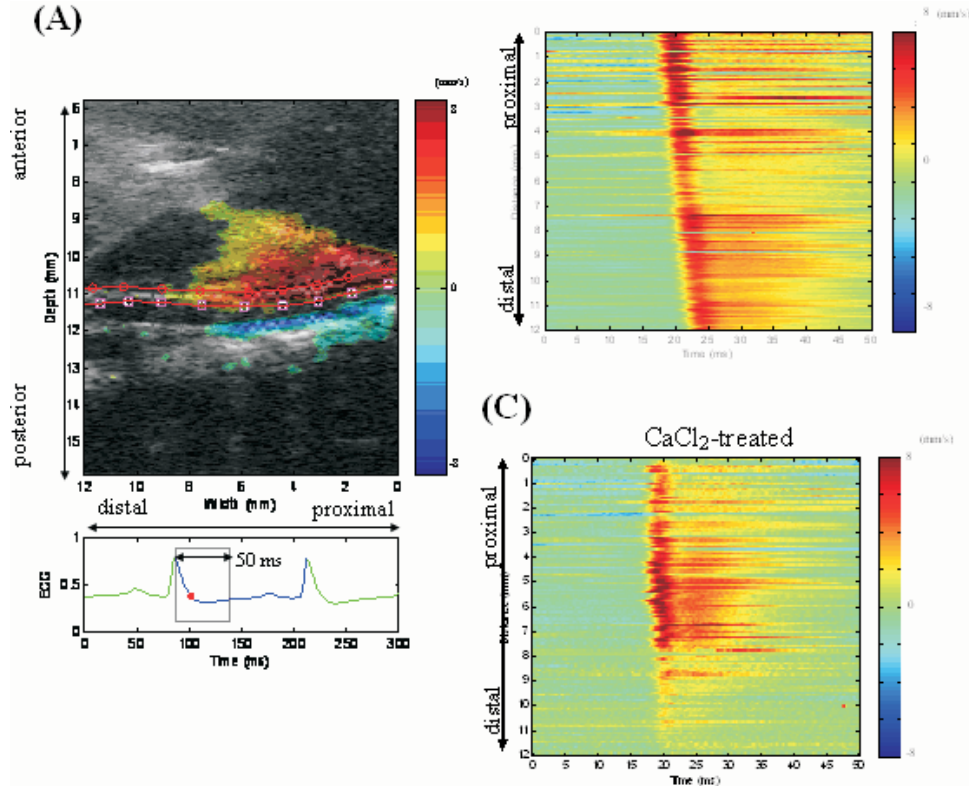 (A)
(mm/s)
8
0
-8
anterior
posterior
Depth (mm)
6
7
8
9
10
11
12
13
14
15
12 10 8 6 4 2 0
Width (mm)
distal
proximal
50 ms
ECG
1
0.5
0
0 50 100 150 200 250 300
Time (ms)
8 (mm/s)
0
-8
proximal
distal
Distance (mm)
0
1
2
3
4
5
6
7
8
9
10
11
12
0 5 10 15 20 25 30 35 40 45 50
Time (ms)
(C)
CaCl₂-treated
(mm/s)
8
0
-8
proximal
distal
Distance (mm)
0
1
2
3
4
5
6
7
8
9
10
11
12
0 5 10 15 20 25 30 35 40 45 50
Time (ms)